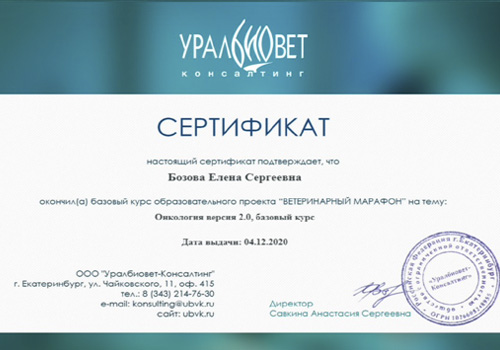 УРАЛБИОВЕТ
КОНСАЛТИНГ
СЕРТИФИКАТ
настоящий сертификат подтверждает, что
Бозова Елена Сергеевна
окончил(а) базовый курс образовательного проекта "ВЕТЕРИНАРНЫЙ МАРАФОН" на тему:
Онкология версия 2.0, базовый курс
Дата выдачи: 04.12.2020
ООО "Уралбиовет-Консалтинг"
г. Екатеринбург, ул. Чайковского, 11, оф. 415
тел.: 8 (343) 214-76-30
e-mail: konsulting@ubvk.ru
сайт: ubvk.ru
Директор
Савкина Анастасия Сергеевна
Российская Федерация г. Екатеринбург
«Уралбиовет-
Консалтинг»